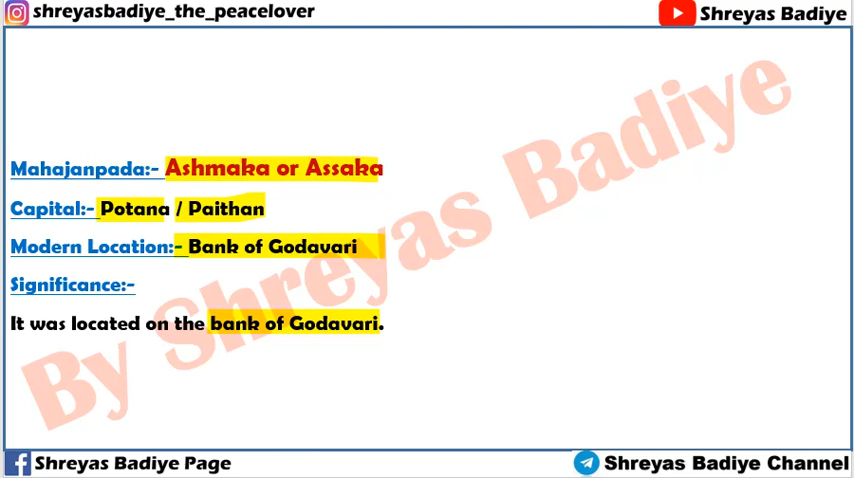 shreyasbadiye_the_peacelover
Shreyas Badiye
Mahajanpada:- Ashmaka or Assaka
Capital:- Potana / Paithan
Modern Location:- Bank of Godavari
Significance:-
It was located on the bank of Godavari.
By Shreyas Badiye
Shreyas Badiye Page
Shreyas Badiye Channel